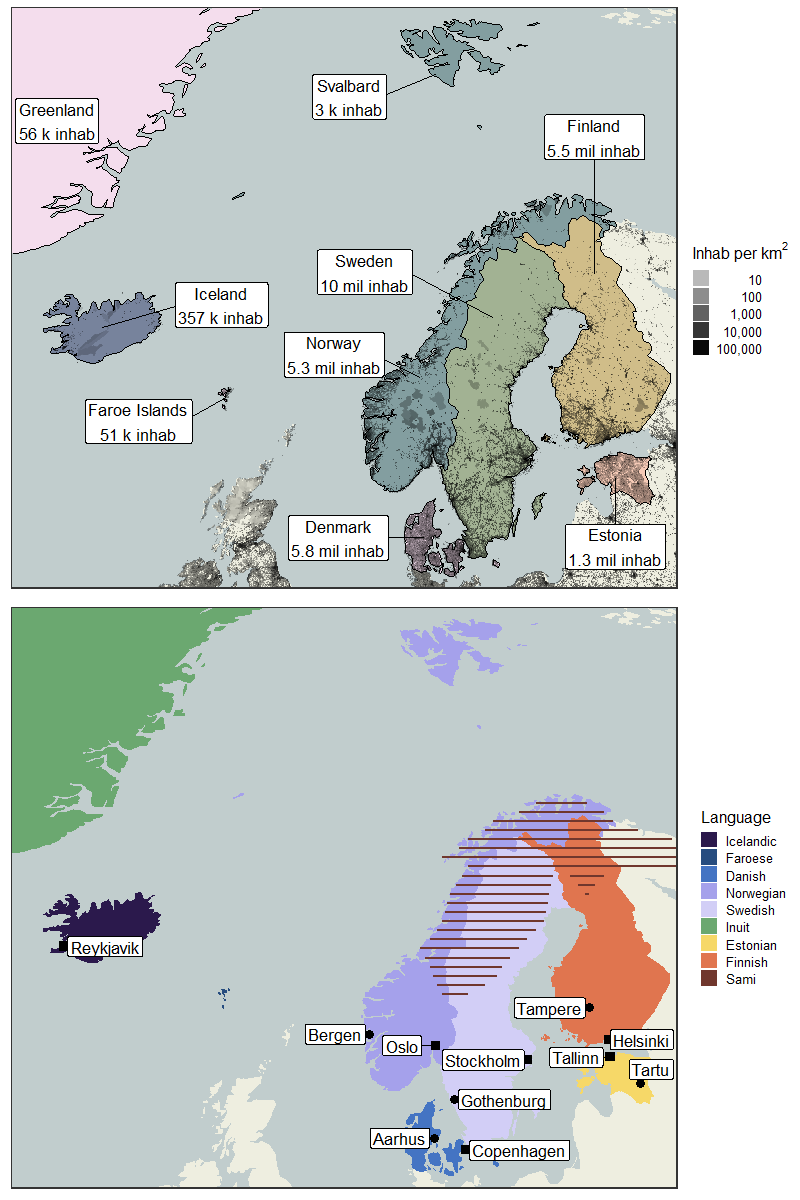 Svalbard
3 k inhab
Greenland
56 k inhab
Finland
5.5 mil inhab
Sweden
10 mil inhab
Iceland
357 k inhab
Norway
5.3 mil inhab
Faroe Islands
51 k inhab
Denmark
5.8 mil inhab
Estonia
1.3 mil inhab
Inhab per km2
10
100
1,000
10,000
100,000
Reykjavik
Tampere
Bergen
Oslo
Helsinki
Stockholm
Tallinn
Tartu
Gothenburg
Aarhus
Copenhagen
Language
Icelandic
Faroese
Danish
Norwegian
Swedish
Inuit
Estonian
Finnish
Sami